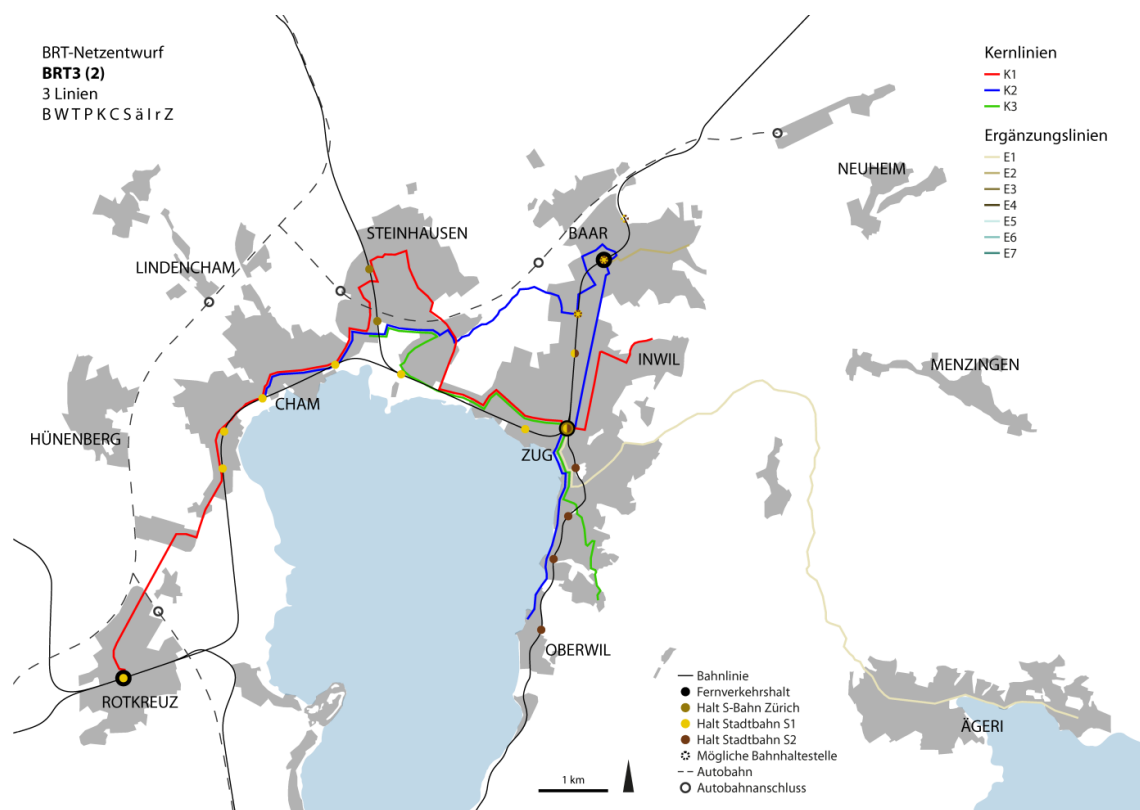 BRT-Netzentwurf
BRT3 (2)
3 Linien
B W T P K C S ä I r Z
Kernlinien
K1
K2
K3
Ergänzungslinien
E1
E2
E3
E4
E5
E6
E7
NEUHEIM
STEINHAUSEN
BAAR
LINDENCHAM
INWIL
MENZINGEN
CHAM
HÜNENBERG
ZUG
OBERWIL
ROTKREUZ
ÄGERI
Bahnlinie
Fernverkehrshalt
Halt S-Bahn Zürich
Halt Stadtbahn S1
Halt Stadtbahn S2
Mögliche Bahnhaltestelle
Autobahn
Autobahnanschluss
1 km